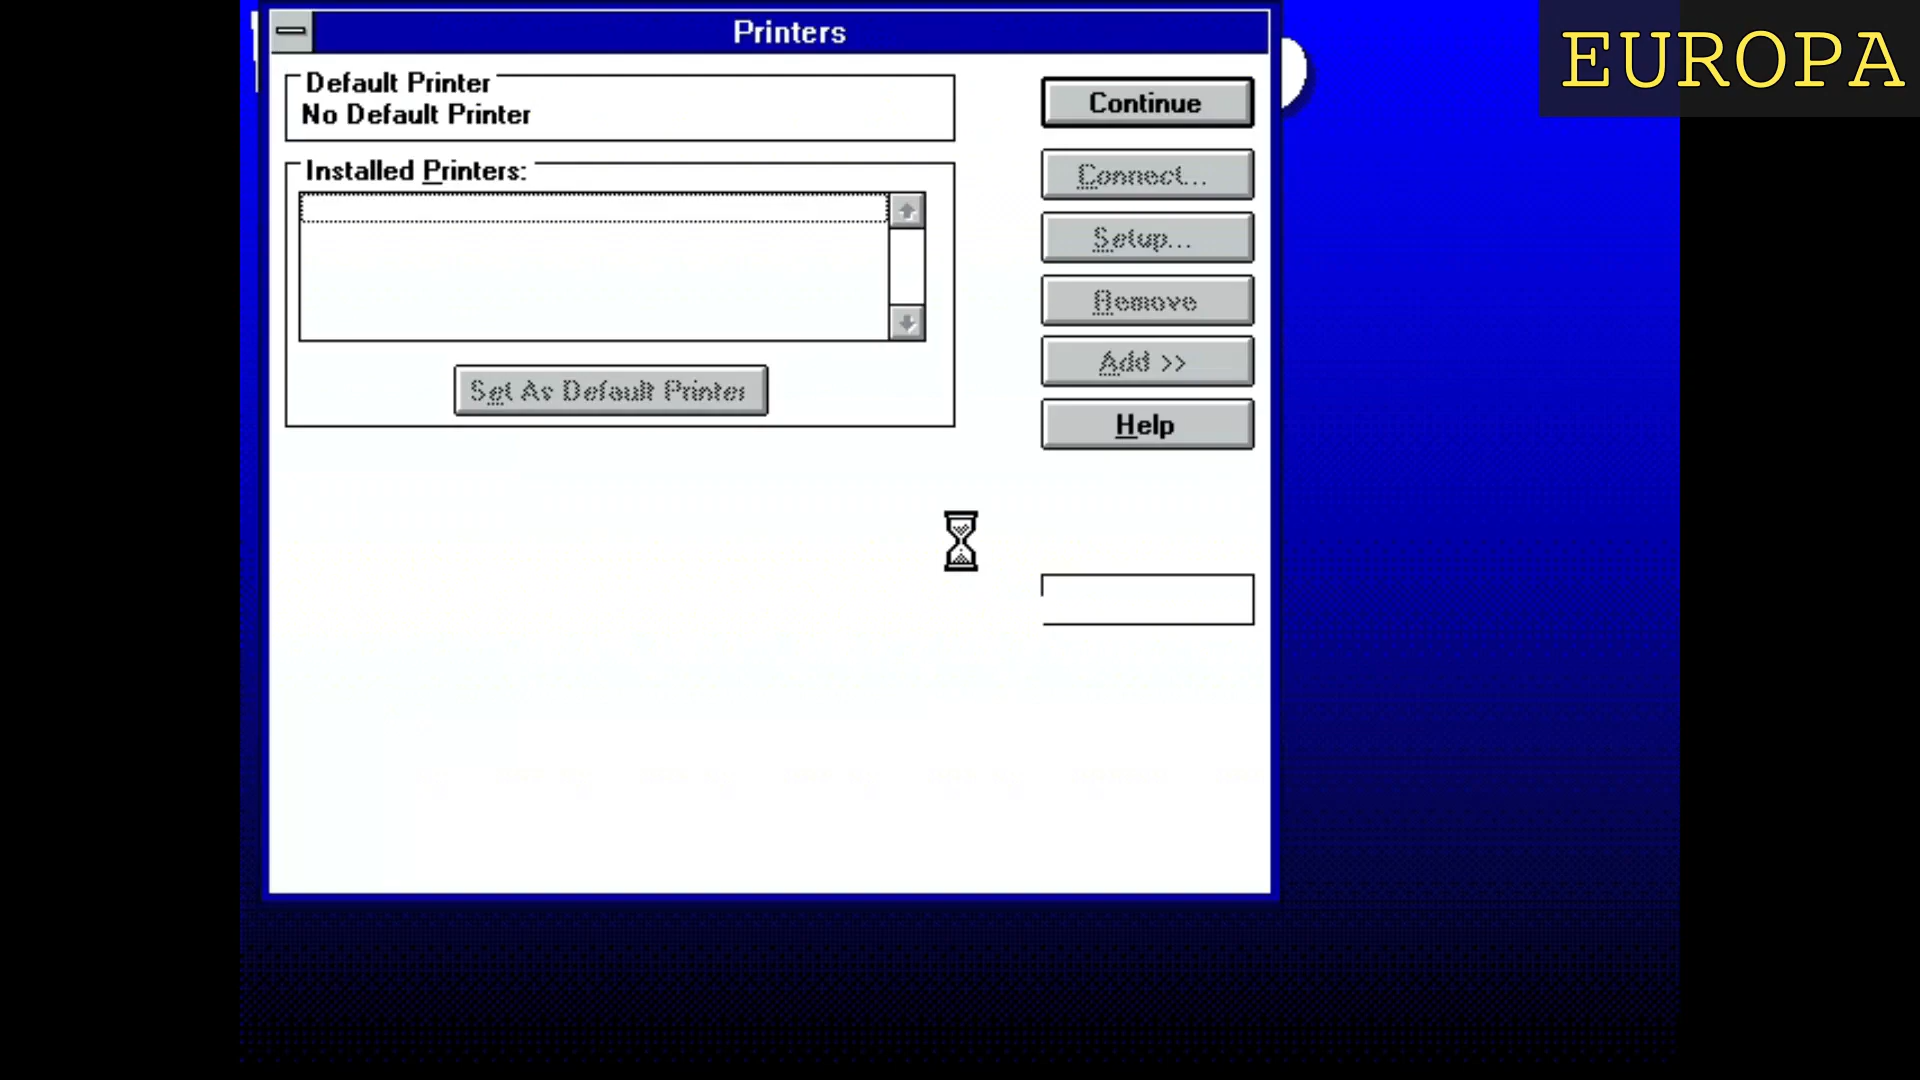 Printers
EUROPA
Default Printer
No Default Printer
Continue
Installed Printers:
Connect...
Setup...
Remove
Add >>
Set As Default Printer
Help